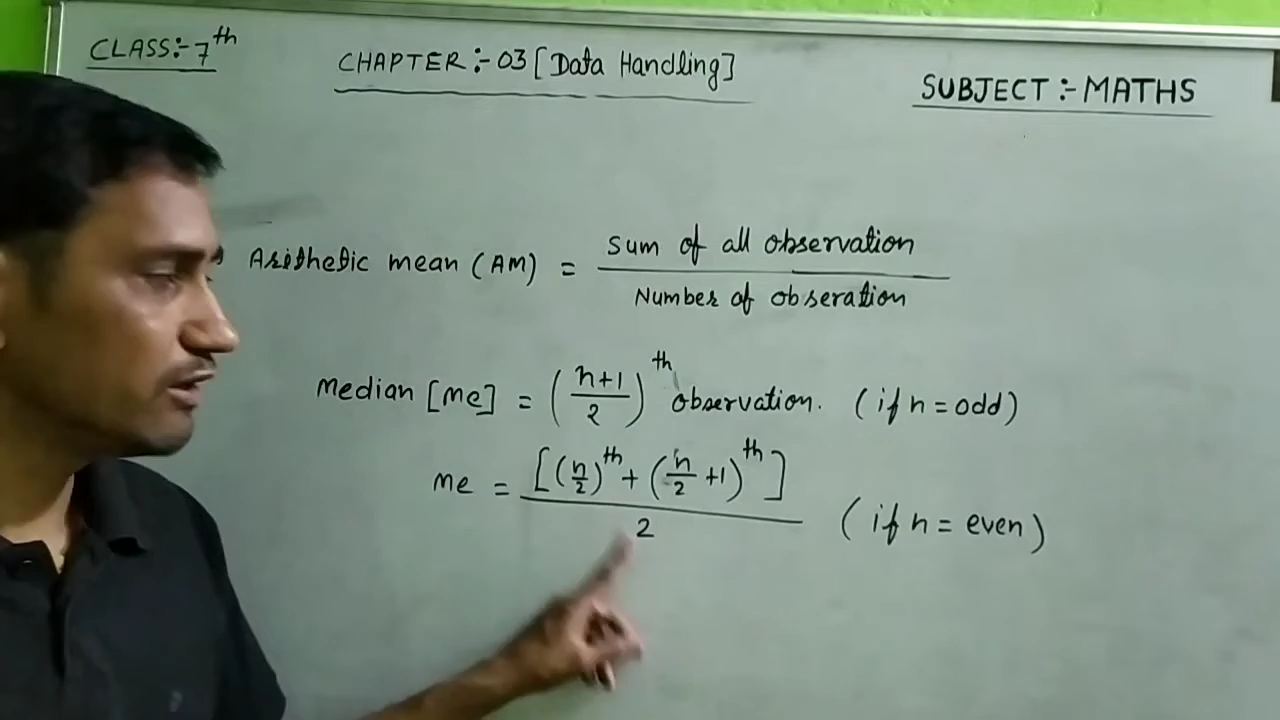 CLASS:- 7th
CHAPTER:- 03 [Data Handling]
SUBJECT:- MATHS
Arithetic mean (AM) = Sum of all observation / Number of obseration
Median [me] = (n+1/2)th observation. (if n = odd)
me = [(n/2)th + (n/2 + 1)th] / 2 (if n = even)